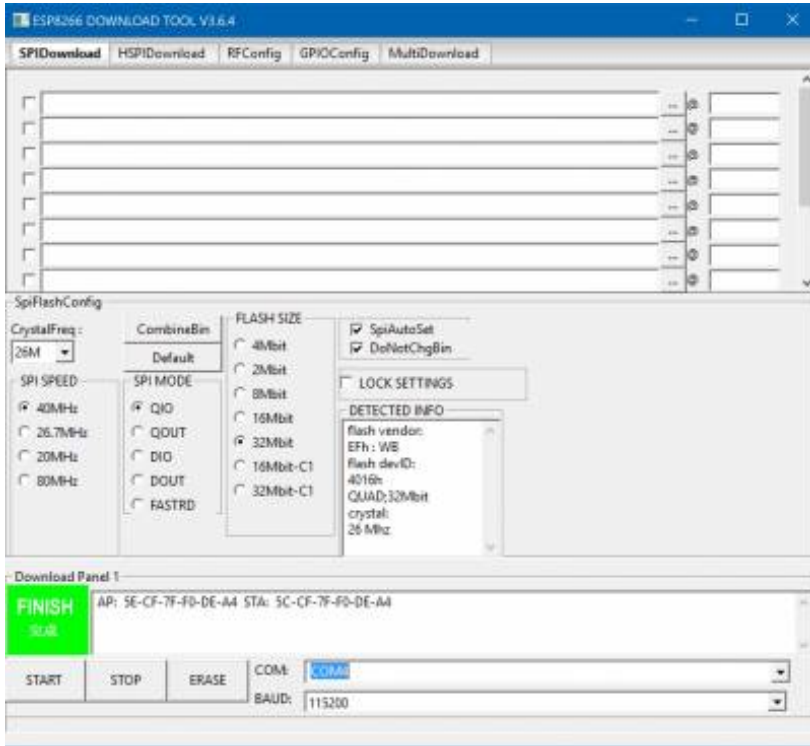 ESP8266 DOWNLOAD TOOL V3.6.4
SPIDownload HSPIDownload RFConfig GPIOConfig MultiDownload
... @
... @
... @
... @
... @
... @
... @
... @
SpiFlashConfig
CrystalFreq :
26M
CombineBin
Default
SPI SPEED
40MHz
26.7MHz
20MHz
80MHz
SPI MODE
QIO
QOUT
DIO
DOUT
FASTRD
FLASH SIZE
4Mbit
2Mbit
8Mbit
16Mbit
32Mbit
16Mbit-C1
32Mbit-C1
SpiAutoSet
DoNotChgBin
LOCK SETTINGS
DETECTED INFO
flash vendor:
EFh : WB
flash devID:
4016h
QUAD;32Mbit
crystal:
26 Mhz
Download Panel 1
FINISH
完成
AP: 5E-CF-7F-F0-DE-A4 STA: 5C-CF-7F-F0-DE-A4
START STOP ERASE
COM: COM4
BAUD: 115200